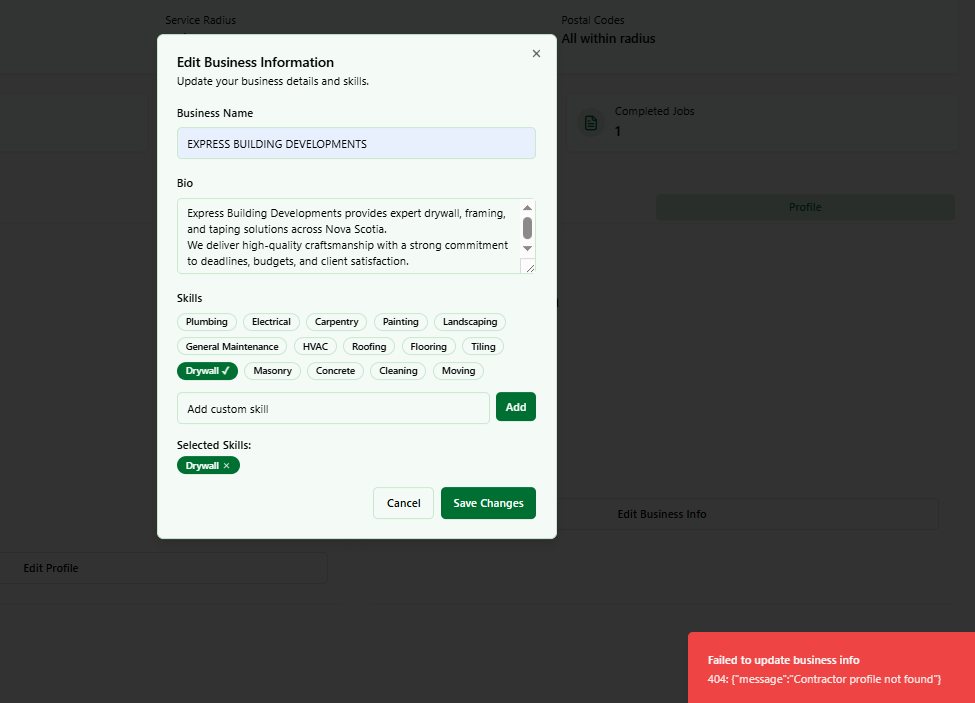 Service Radius
Postal Codes
All within radius
Edit Business Information
Update your business details and skills.
Completed Jobs
1
Business Name
EXPRESS BUILDING DEVELOPMENTS
Bio
Profile
Express Building Developments provides expert drywall, framing,
and taping solutions across Nova Scotia.
We deliver high-quality craftsmanship with a strong commitment
to deadlines, budgets, and client satisfaction.
Skills
Plumbing Electrical Carpentry Painting Landscaping
General Maintenance HVAC Roofing Flooring Tiling
Drywall ✓ Masonry Concrete Cleaning Moving
Add custom skill Add
Selected Skills:
Drywall ×
Cancel Save Changes
Edit Business Info
Edit Profile
Failed to update business info
404: {"message":"Contractor profile not found"}